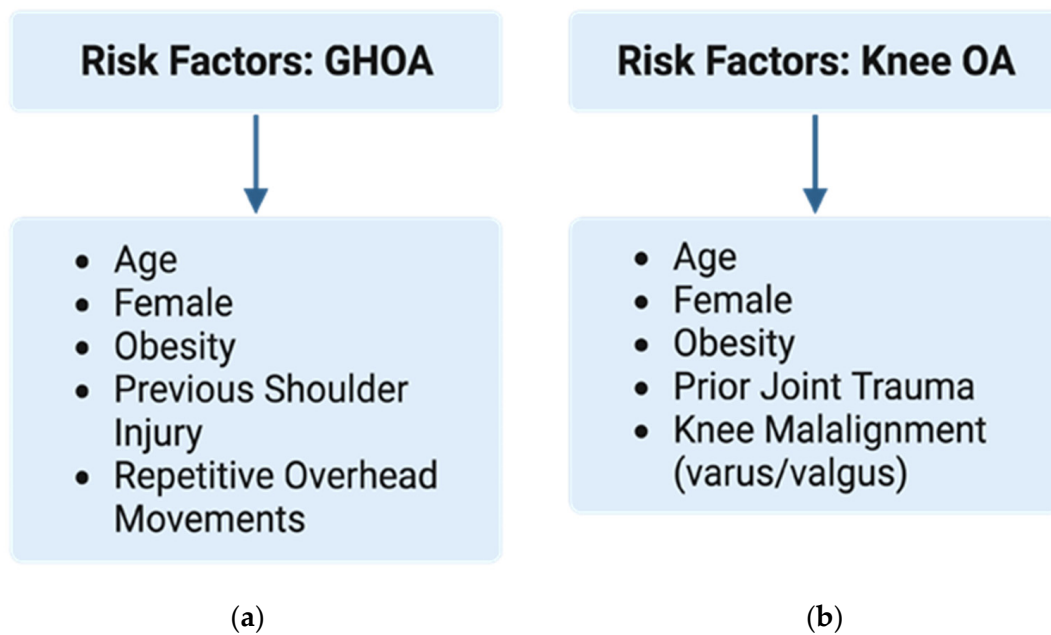 Risk Factors: GHOA
• Age
• Female
• Obesity
• Previous Shoulder
Injury
• Repetitive Overhead
Movements
(a)
Risk Factors: Knee OA
• Age
• Female
• Obesity
• Prior Joint Trauma
• Knee Malalignment
(varus/valgus)
(b)